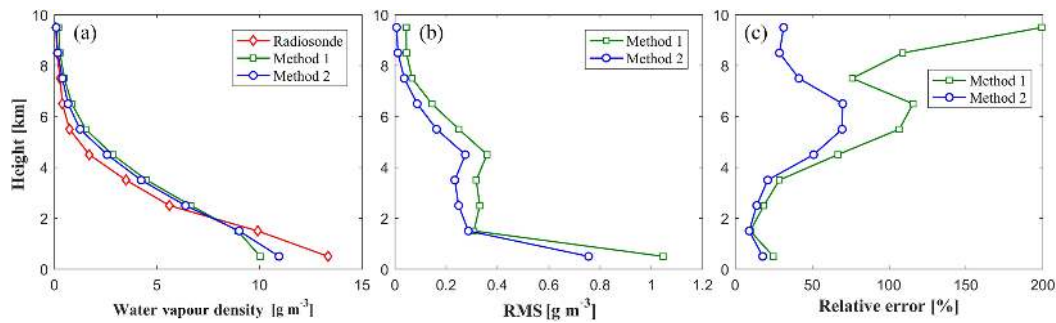 (a)
Radiosonde
Method 1
Method 2
10
8
6
4
2
0
Height [km]
0 5 10 15
Water vapour density [g m⁻³]
(b)
Method 1
Method 2
10
8
6
4
2
0
0 0.2 0.4 0.6 0.8 1 1.2
RMS [g m⁻³]
(c)
Method 1
Method 2
10
8
6
4
2
0
0 50 100 150 200
Relative error [%]